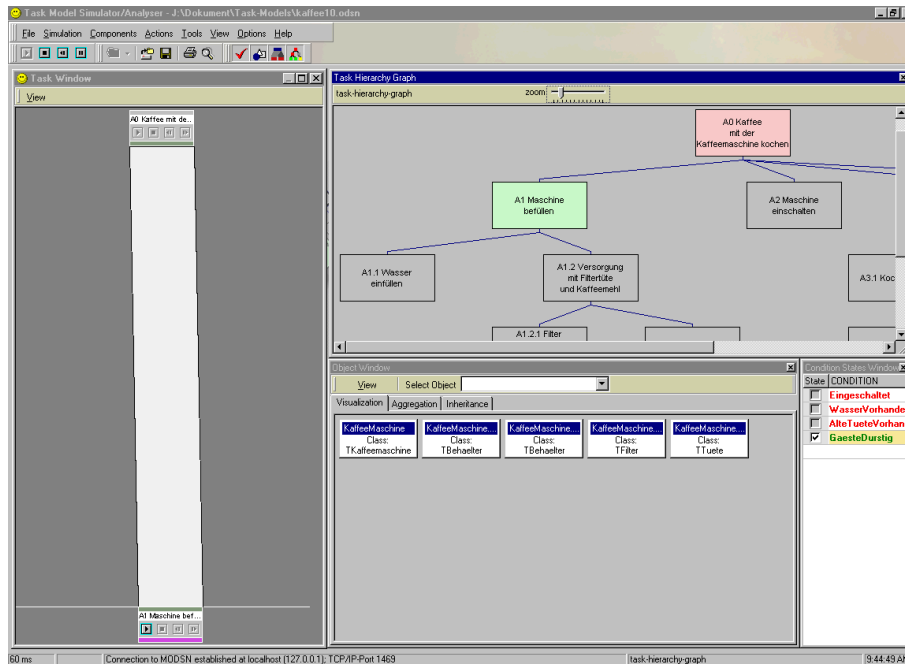 Task Model Simulator/Analyser - J:\Dokument\Task-Models\kaffee10.odsn
File Simulation Components Actions Tools View Options Help
Task Window
View
A0 Kaffee mit de...
A1 Maschine bef...
Task Hierarchy Graph
task-hierarchy-graph
zoom
A0 Kaffee
mit der
Kaffeemaschine kochen
A1 Maschine
befüllen
A2 Maschine
einschalten
A1.1 Wasser
einfüllen
A1.2 Versorgung
mit Filtertüte
und Kaffeemehl
A3.1 Koc
A1.2.1 Filter
Object Window
View
Select Object
Visualization Aggregation Inheritance
KaffeeMaschine
Class:
TKaffeemaschine
KaffeeMaschine....
Class:
TBehaelter
KaffeeMaschine....
Class:
TBehaelter
KaffeeMaschine....
Class:
TFilter
KaffeeMaschine....
Class:
TTuete
Condition States Window
State CONDITION
Eingeschaltet
WasserVorhande
AlteTueteVorhan
GaesteDurstig
60 ms
Connection to MODSN established at localhost (127.0.0.1); TCP/IP-Port 1469
task-hierarchy-graph
9:44:49 AM